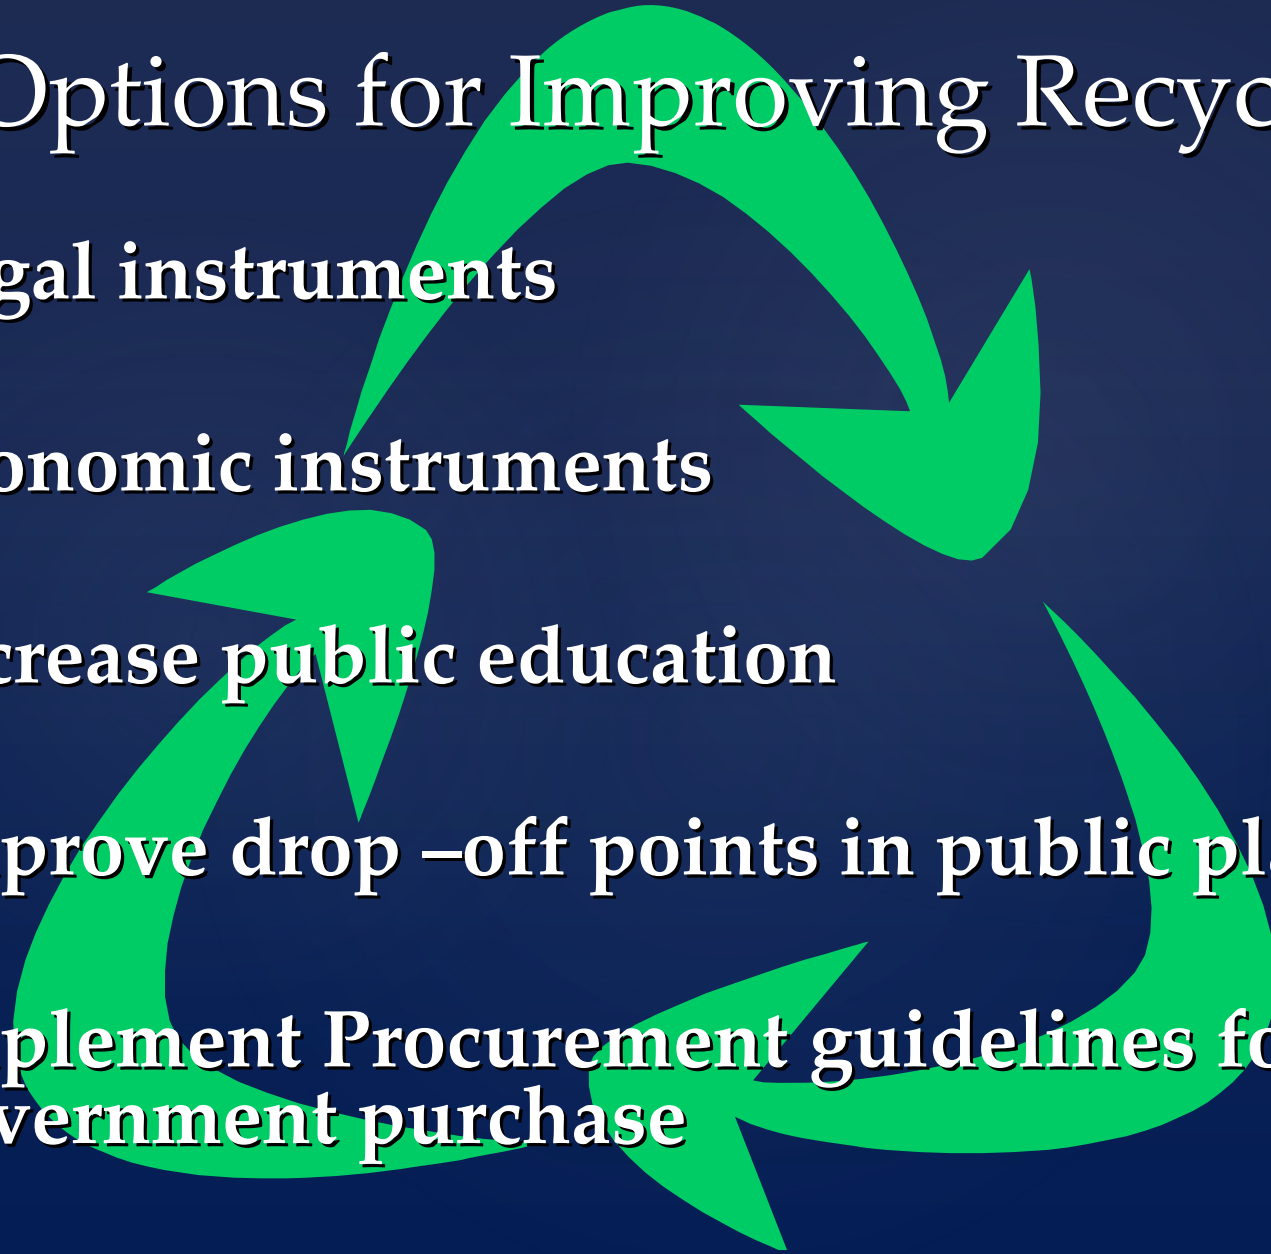 Options for Improving Recyc
gal instruments
onomic instruments
crease public education
prove drop –off points in public pl
plement Procurement guidelines fo
vernment purchase